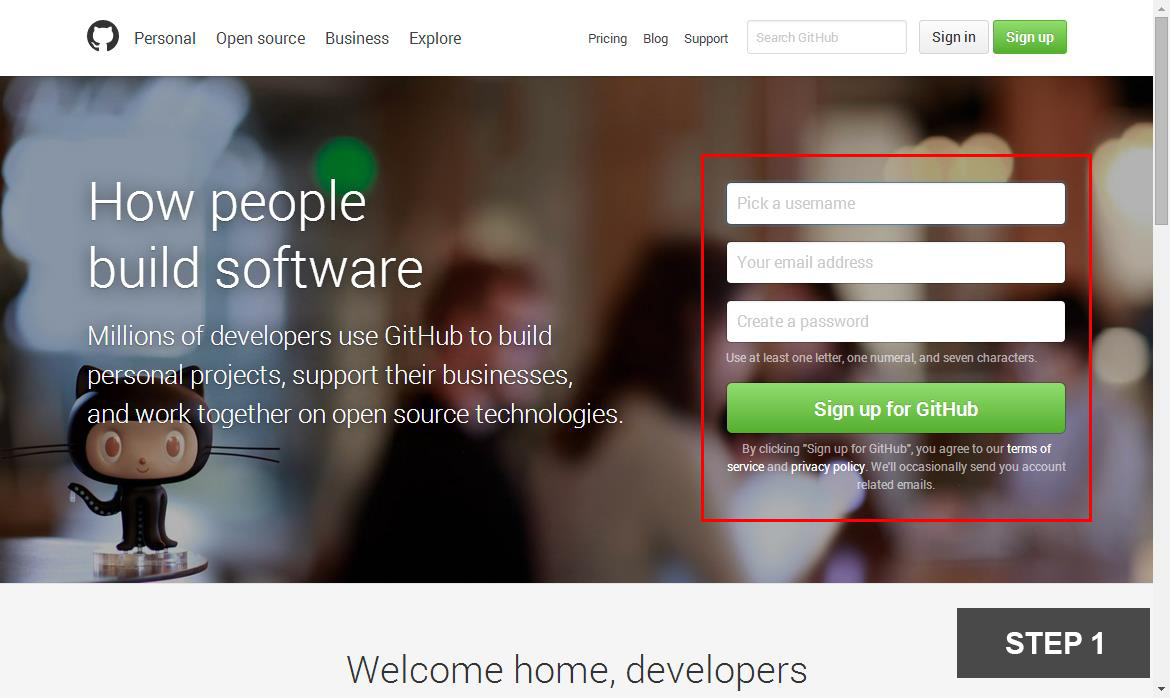 Personal Open source Business Explore Pricing Blog Support Search GitHub Sign in Sign up
How people
build software
Millions of developers use GitHub to build
personal projects, support their businesses,
and work together on open source technologies.
Pick a username
Your email address
Create a password
Use at least one letter, one numeral, and seven characters.
Sign up for GitHub
By clicking "Sign up for GitHub", you agree to our terms of
service and privacy policy. We'll occasionally send you account
related emails.
STEP 1
Welcome home, developers